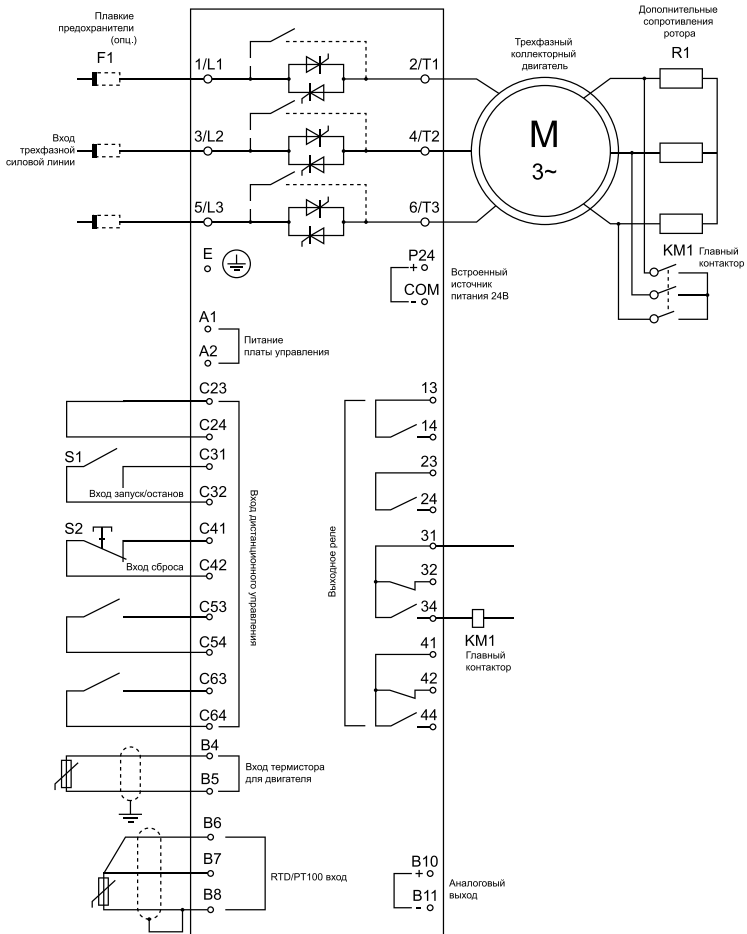 Плавкие
предохранители
(опц.)
F1
1/L1
2/T1
Трехфазный
коллекторный
двигатель
Дополнительные
сопротивления
ротора
R1
Вход
трехфазной
силовой линии
3/L2
4/T2
M
3~
5/L3
6/T3
E
P24
+
COM
-
Встроенный
источник
питания 24В
KM1
Главный
контактор
A1
A2
Питание
платы управления
C23
C24
S1
C31
Вход запуск/останов
C32
S2
C41
Вход сброса
C42
C53
C54
C63
C64
Вход дистанционного управления
13
14
23
24
31
32
34
KM1
Главный
контактор
41
42
44
Выходное реле
B4
B5
Вход термистора
для двигателя
B6
B7
B8
RTD/PT100 вход
B10
+
B11
-
Аналоговый
выход